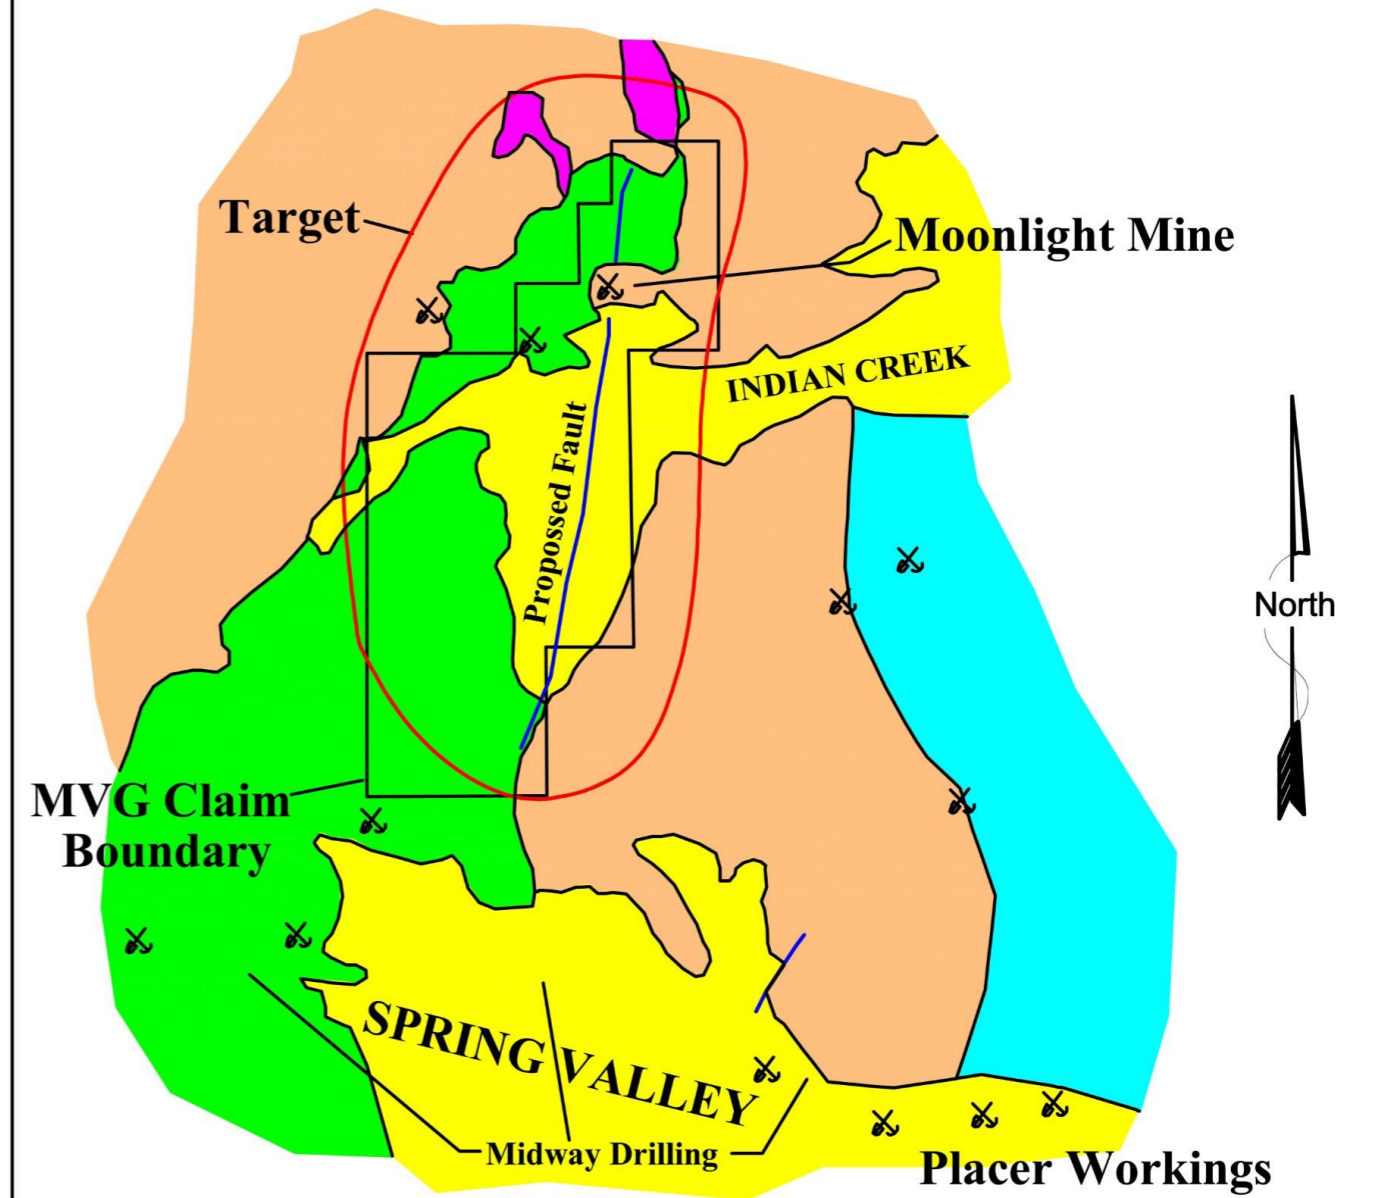 Target
Moonlight Mine
INDIAN CREEK
Propossed Fault
North
MVG Claim
Boundary
SPRING VALLEY
Midway Drilling
Placer Workings